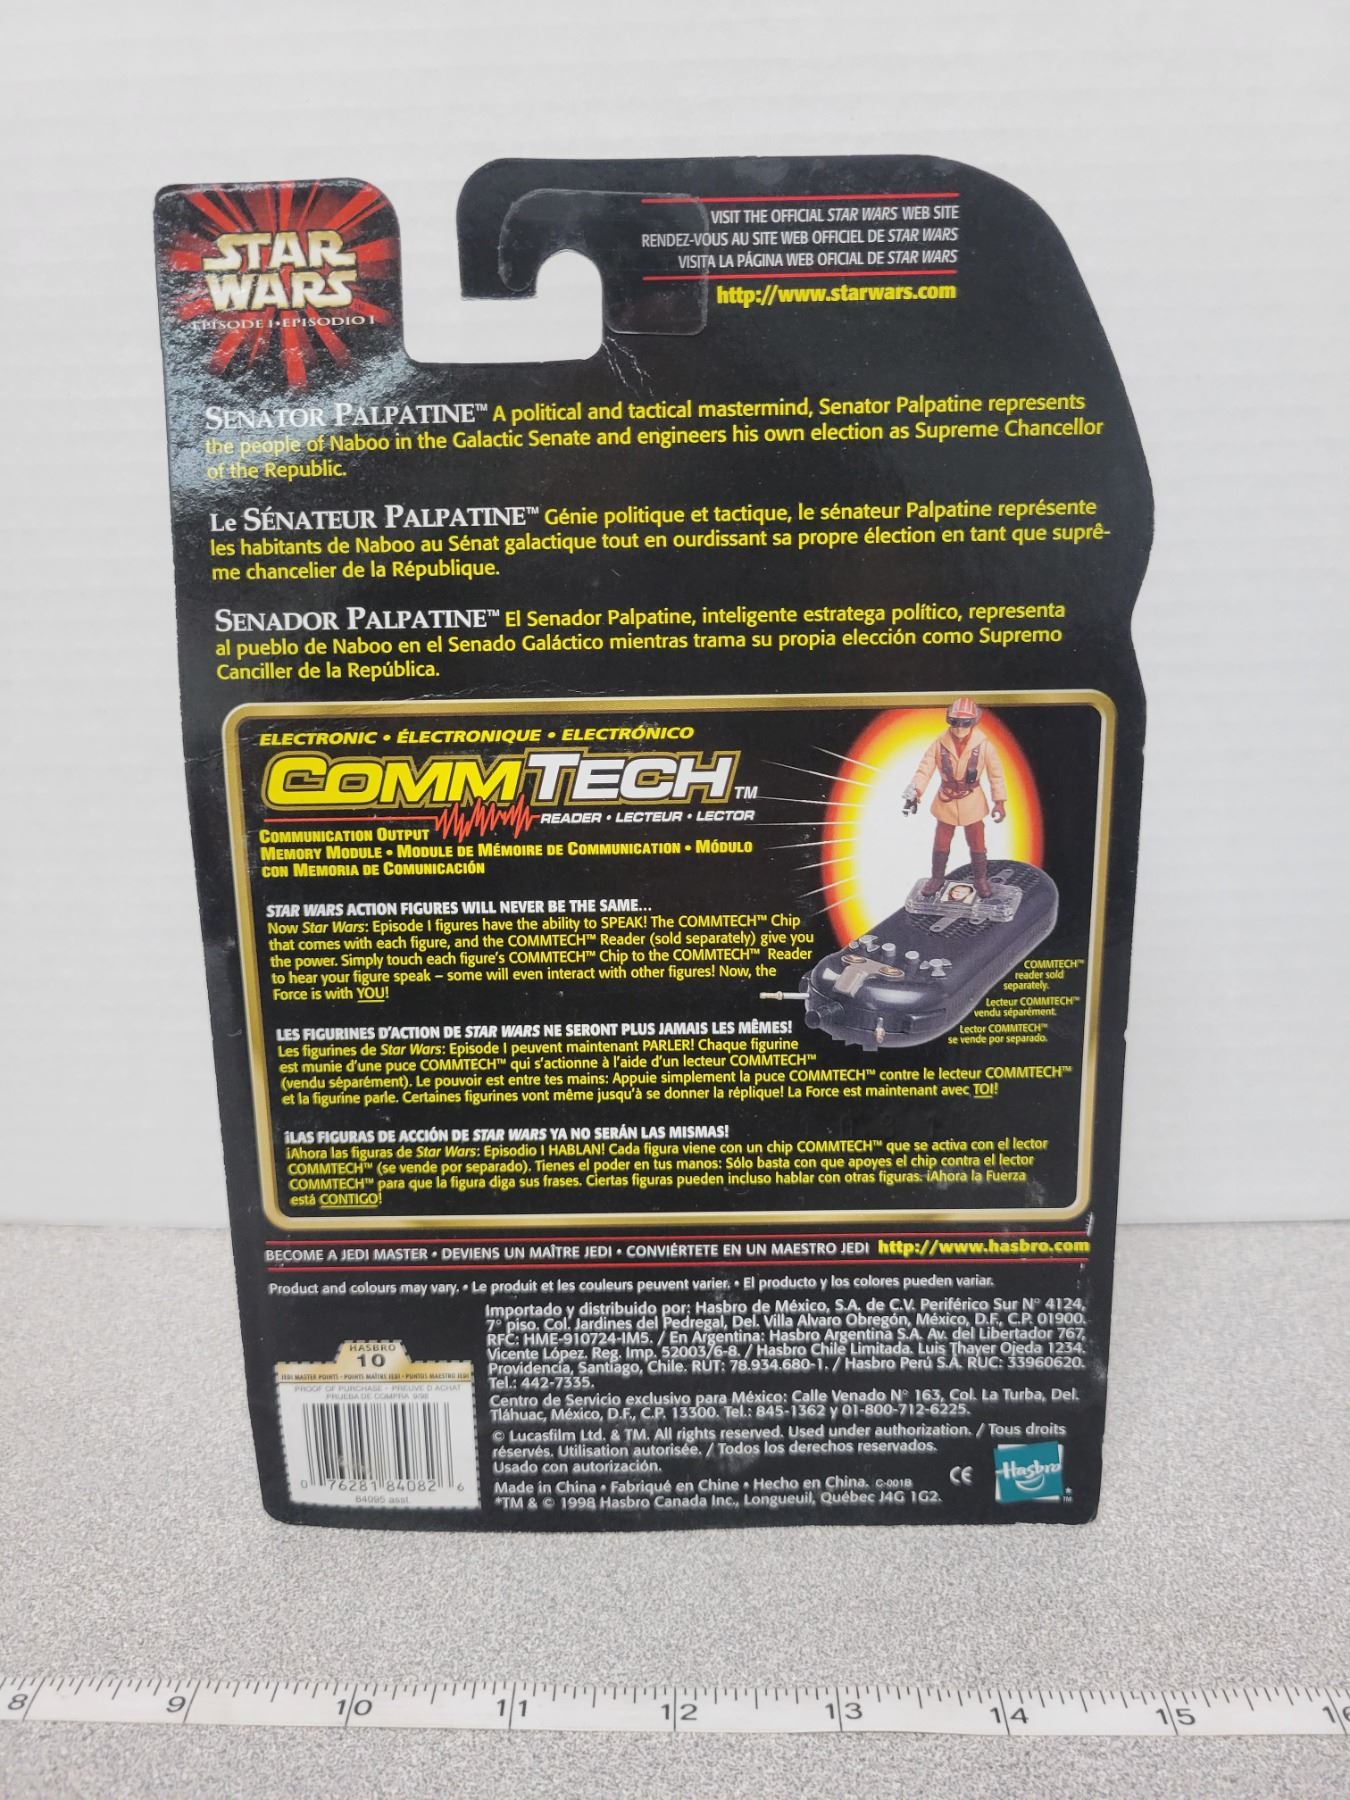 STAR
WARS
EPISODE I•EPISODIO I
VISIT THE OFFICIAL STAR WARS WEB SITE
RENDEZ-VOUS AU SITE WEB OFFICIEL DE STAR WARS
VISITA LA PÁGINA WEB OFICIAL DE STAR WARS
http://www.starwars.com
SENATOR PALPATINE™ A political and tactical mastermind, Senator Palpatine represents
the people of Naboo in the Galactic Senate and engineers his own election as Supreme Chancellor
of the Republic.
LE SÉNATEUR PALPATINE™ Génie politique et tactique, le sénateur Palpatine représente
les habitants de Naboo au Sénat galactique tout en ourdissant sa propre élection en tant que suprê-
me chancelier de la République.
SENADOR PALPATINE™ El Senador Palpatine, inteligente estratega político, representa
al pueblo de Naboo en el Senado Galáctico mientras trama su propia elección como Supremo
Canciller de la República.
ELECTRONIC • ÉLECTRONIQUE • ELECTRÓNICO
COMMTECH™
READER • LECTEUR • LECTOR
COMMUNICATION OUTPUT
MEMORY MODULE • MODULE DE MÉMOIRE DE COMMUNICATION • MÓDULO
CON MEMORIA DE COMUNICACIÓN
STAR WARS ACTION FIGURES WILL NEVER BE THE SAME...
Now Star Wars: Episode I figures have the ability to SPEAK! The COMMTECH™ Chip
that comes with each figure, and the COMMTECH™ Reader (sold separately) give you
the power. Simply touch each figure's COMMTECH™ Chip to the COMMTECH™ Reader
to hear your figure speak – some will even interact with other figures! Now, the
Force is with YOU!
COMMTECH™
reader sold
separately.
Lecteur COMMTECH™
vendu séparément.
Lector COMMTECH™
se vende por separado.
LES FIGURINES D'ACTION DE STAR WARS NE SERONT PLUS JAMAIS LES MÊMES!
Les figurines de Star Wars: Episode I peuvent maintenant PARLER! Chaque figurine
est munie d'une puce COMMTECH™ qui s'actionne à l'aide d'un lecteur COMMTECH™
(vendu séparément). Le pouvoir est entre tes mains: Appuie simplement la puce COMMTECH™ contre le lecteur COMMTECH™
et la figurine parle. Certaines figurines vont même jusqu'à se donner la réplique! La Force est maintenant avec TOI!
¡LAS FIGURAS DE ACCIÓN DE STAR WARS YA NO SERÁN LAS MISMAS!
¡Ahora las figuras de Star Wars: Episodio I HABLAN! Cada figura viene con un chip COMMTECH™ que se activa con el lector
COMMTECH™ (se vende por separado). Tienes el poder en tus manos: Sólo basta con que apoyes el chip contra el lector
COMMTECH™ para que la figura diga sus frases. Ciertas figuras pueden incluso hablar con otras figuras. ¡Ahora la Fuerza
está CONTIGO!
BECOME A JEDI MASTER • DEVIENS UN MAÎTRE JEDI • CONVIÉRTETE EN UN MAESTRO JEDI http://www.hasbro.com
Product and colours may vary. • Le produit et les couleurs peuvent varier. • El producto y los colores pueden variar.
Importado y distribuido por: Hasbro de México, S.A. de C.V. Periférico Sur N° 4124,
7° piso. Col. Jardines del Pedregal, Del. Villa Alvaro Obregón, México, D.F., C.P. 01900.
RFC: HME-910724-IM5. / En Argentina: Hasbro Argentina S.A. Av. del Libertador 767,
Vicente López. Reg. Imp. 52003/6-8. / Hasbro Chile Limitada. Luis Thayer Ojeda 1234.
Providencia, Santiago, Chile. RUT: 78.934.680-1. / Hasbro Perú S.A. RUC: 33960620.
Tel.: 442-7335.
Centro de Servicio exclusivo para México: Calle Venado N° 163, Col. La Turba, Del.
Tláhuac, México, D.F., C.P. 13300. Tel.: 845-1362 y 01-800-712-6225.
© Lucasfilm Ltd. & TM. All rights reserved. Used under authorization. / Tous droits
réservés. Utilisation autorisée. / Todos los derechos reservados.
Usado con autorización.
Made in China • Fabriqué en Chine • Hecho en China. C-001B
*TM & © 1998 Hasbro Canada Inc., Longueuil, Québec J4G 1G2.
CE
Hasbro
*™
HASBRO
10
JEDI MASTER POINTS • POINTS MAÎTRE JEDI • PUNTOS MAESTRO JEDI
PROOF OF PURCHASE • PREUVE D'ACHAT
PRUEBA DE COMPRA 9/98
0 76281 84082 6
84095 asst
8 9 10 11 12 13 14 15 16